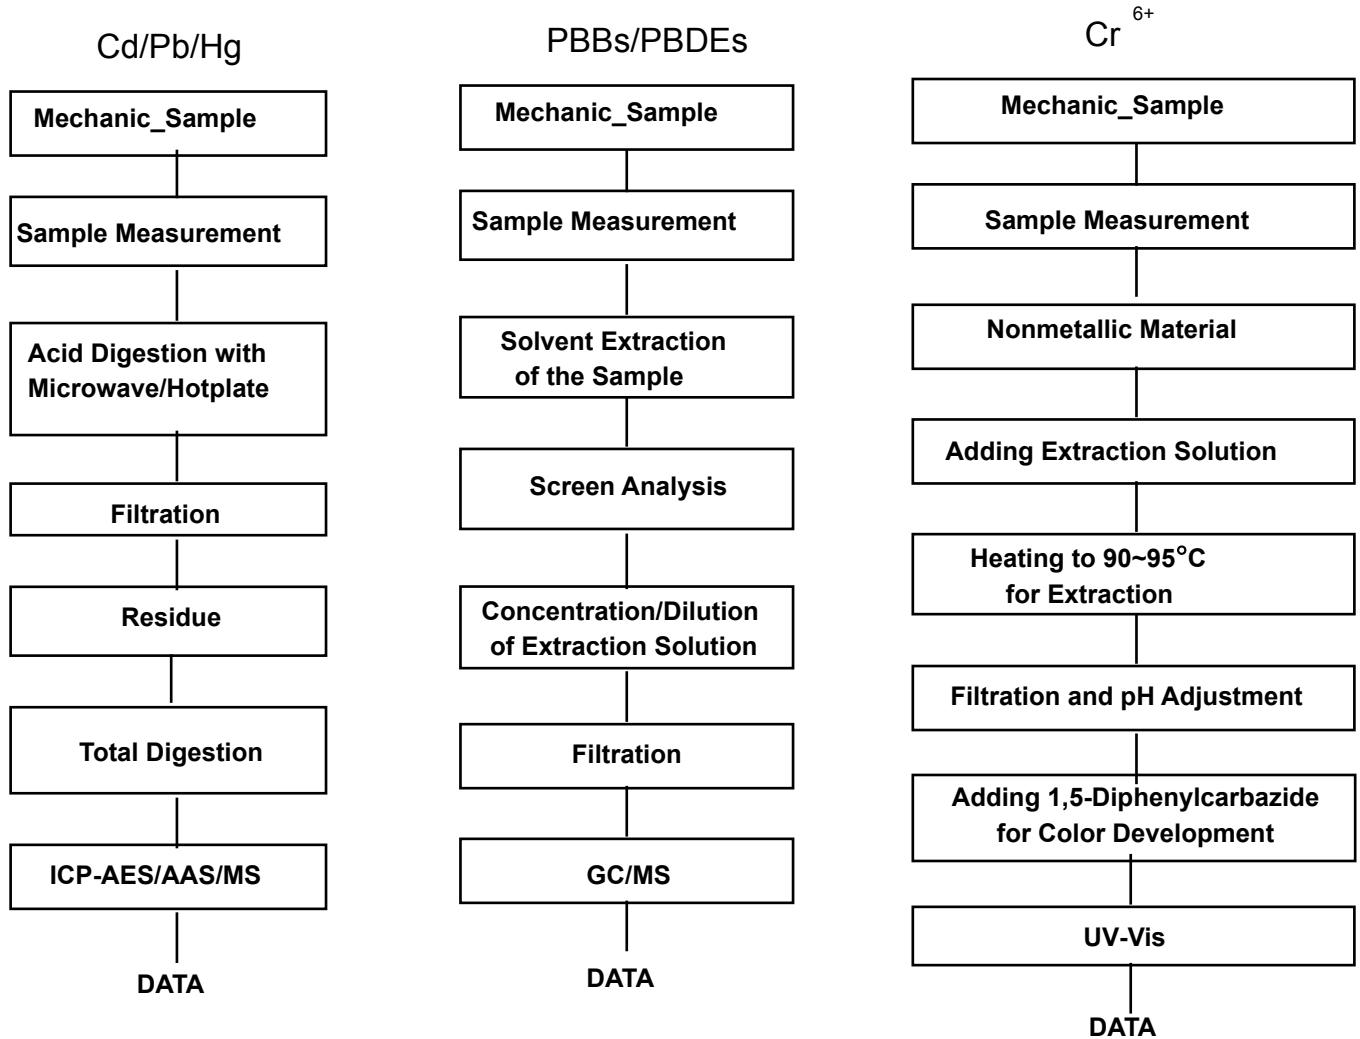 Cd/Pb/Hg
Mechanic_Sample
Sample Measurement
Acid Digestion with
Microwave/Hotplate
Filtration
Residue
Total Digestion
ICP-AES/AAS/MS
DATA
PBBs/PBDEs
Mechanic_Sample
Sample Measurement
Solvent Extraction
of the Sample
Screen Analysis
Concentration/Dilution
of Extraction Solution
Filtration
GC/MS
DATA
Cr 6+
Mechanic_Sample
Sample Measurement
Nonmetallic Material
Adding Extraction Solution
Heating to 90~95°C
for Extraction
Filtration and pH Adjustment
Adding 1,5-Diphenylcarbazide
for Color Development
UV-Vis
DATA